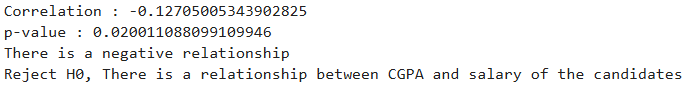 Correlation : -0.12705005343902825
p-value : 0.020011088099109946
There is a negative relationship
Reject H0, There is a relationship between CGPA and salary of the candidates